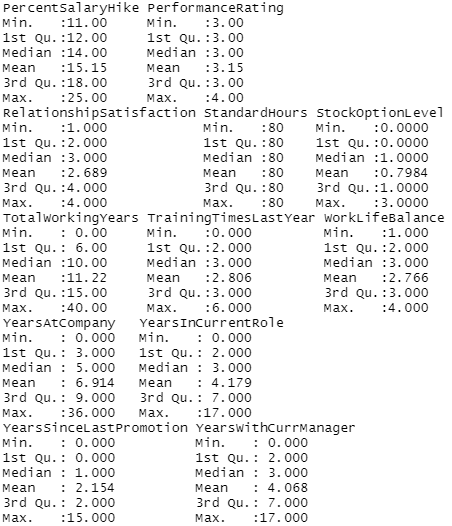 PercentSalaryHike PerformanceRating
Min.   :11.00     Min.   :3.00
1st Qu.:12.00     1st Qu.:3.00
Median :14.00     Median :3.00
Mean   :15.15     Mean   :3.15
3rd Qu.:18.00     3rd Qu.:3.00
Max.   :25.00     Max.   :4.00
RelationshipSatisfaction StandardHours StockOptionLevel
Min.   :1.000            Min.   :80    Min.   :0.0000
1st Qu.:2.000            1st Qu.:80    1st Qu.:0.0000
Median :3.000            Median :80    Median :1.0000
Mean   :2.689            Mean   :80    Mean   :0.7984
3rd Qu.:4.000            3rd Qu.:80    3rd Qu.:1.0000
Max.   :4.000            Max.   :80    Max.   :3.0000
TotalWorkingYears TrainingTimesLastYear WorkLifeBalance
Min.   : 0.00     Min.   :0.000         Min.   :1.000
1st Qu.: 6.00     1st Qu.:2.000         1st Qu.:2.000
Median :10.00     Median :3.000         Median :3.000
Mean   :11.22     Mean   :2.806         Mean   :2.766
3rd Qu.:15.00     3rd Qu.:3.000         3rd Qu.:3.000
Max.   :40.00     Max.   :6.000         Max.   :4.000
YearsAtCompany   YearsInCurrentRole
Min.   : 0.000   Min.   : 0.000
1st Qu.: 3.000   1st Qu.: 2.000
Median : 5.000   Median : 3.000
Mean   : 6.914   Mean   : 4.179
3rd Qu.: 9.000   3rd Qu.: 7.000
Max.   :36.000   Max.   :17.000
YearsSinceLastPromotion YearsWithCurrManager
Min.   : 0.000          Min.   : 0.000
1st Qu.: 0.000          1st Qu.: 2.000
Median : 1.000          Median : 3.000
Mean   : 2.154          Mean   : 4.068
3rd Qu.: 2.000          3rd Qu.: 7.000
Max.   :15.000          Max.   :17.000